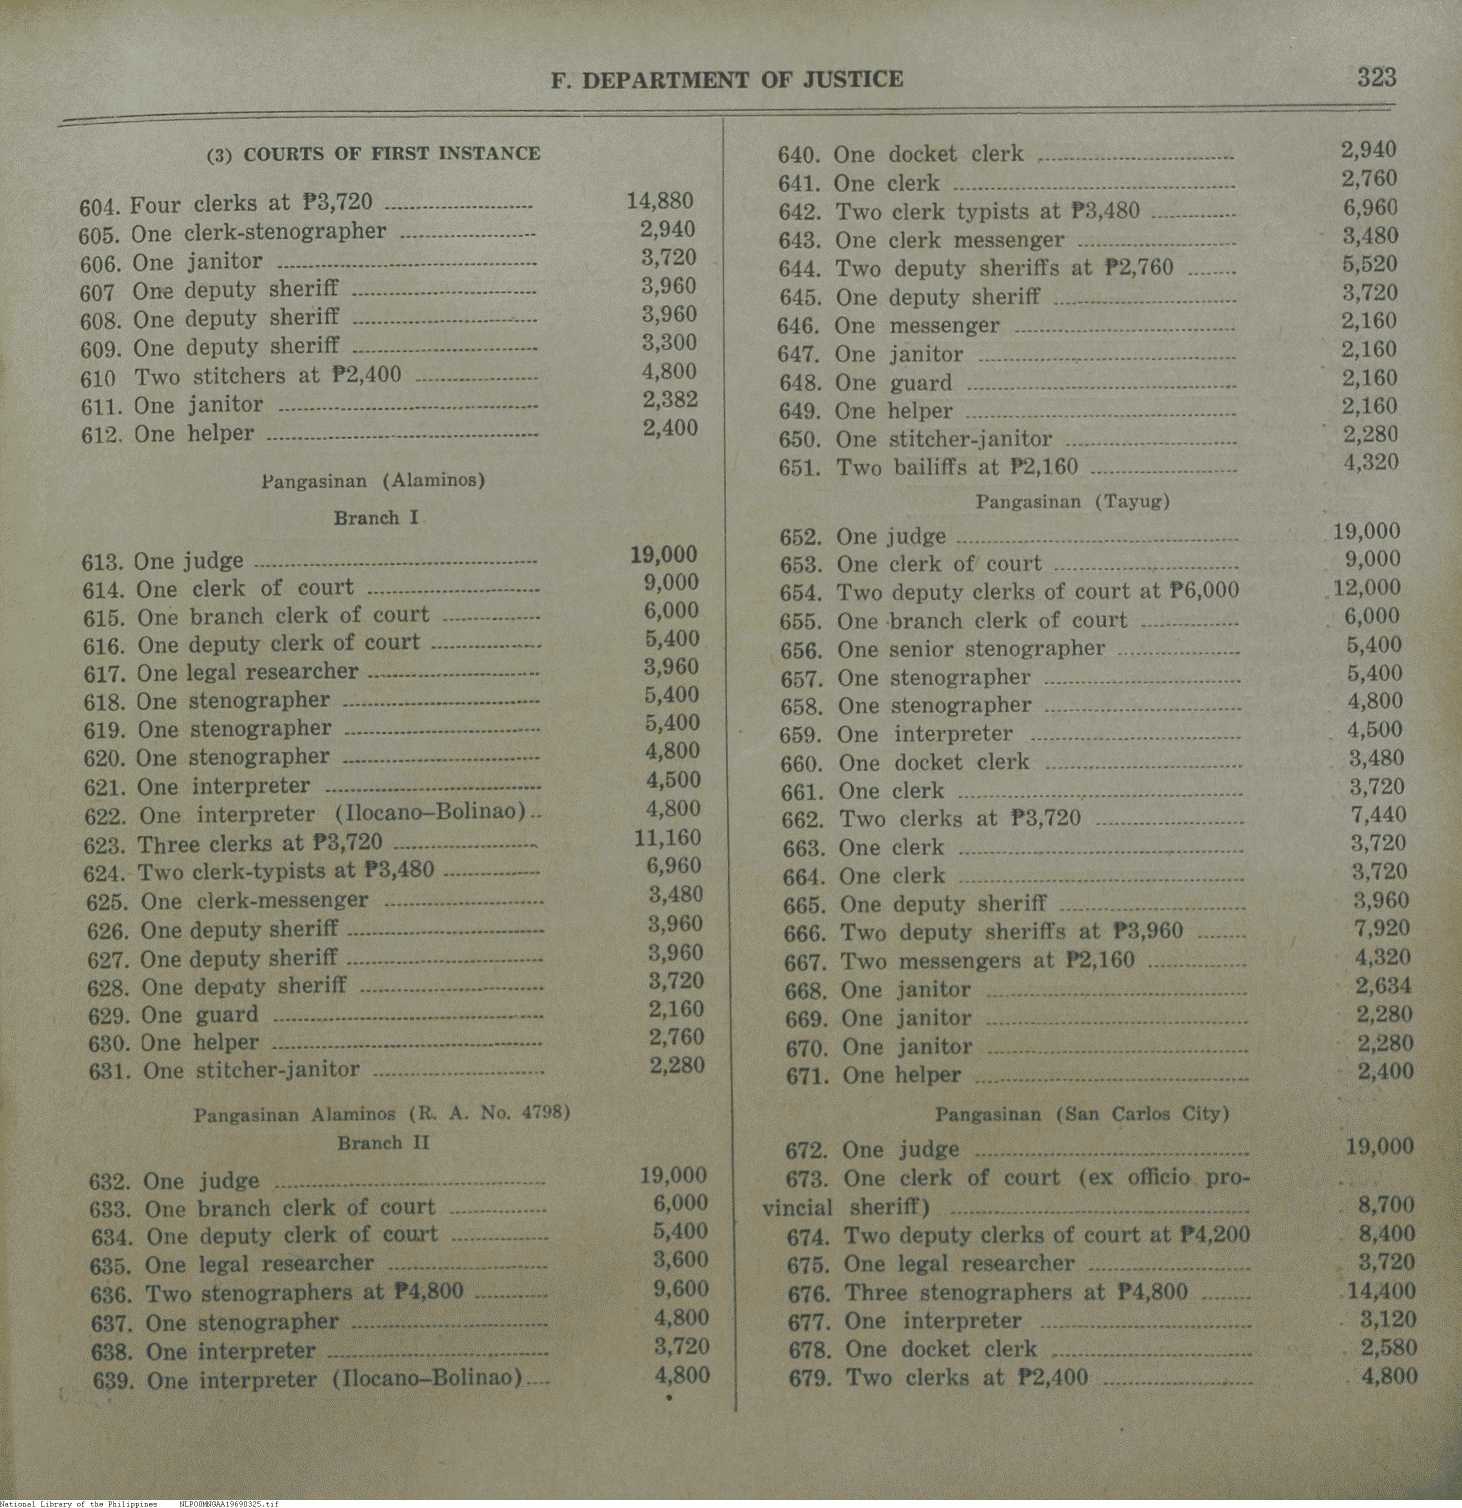 F. DEPARTMENT OF JUSTICE 323
(3) COURTS OF FIRST INSTANCE
604. Four clerks at ₱3,720 ........ 14,880
605. One clerk-stenographer ........ 2,940
606. One janitor ........ 3,720
607 One deputy sheriff ........ 3,960
608. One deputy sheriff ........ 3,960
609. One deputy sheriff ........ 3,300
610 Two stitchers at ₱2,400 ........ 4,800
611. One janitor ........ 2,382
612. One helper ........ 2,400
Pangasinan (Alaminos)
Branch I
613. One judge ........ 19,000
614. One clerk of court ........ 9,000
615. One branch clerk of court ........ 6,000
616. One deputy clerk of court ........ 5,400
617. One legal researcher ........ 3,960
618. One stenographer ........ 5,400
619. One stenographer ........ 5,400
620. One stenographer ........ 4,800
621. One interpreter ........ 4,500
622. One interpreter (Ilocano–Bolinao).. 4,800
623. Three clerks at ₱3,720 ........ 11,160
624. Two clerk-typists at ₱3,480 ........ 6,960
625. One clerk-messenger ........ 3,480
626. One deputy sheriff ........ 3,960
627. One deputy sheriff ........ 3,960
628. One deputy sheriff ........ 3,720
629. One guard ........ 2,160
630. One helper ........ 2,760
631. One stitcher-janitor ........ 2,280
Pangasinan Alaminos (R. A. No. 4798)
Branch II
632. One judge ........ 19,000
633. One branch clerk of court ........ 6,000
634. One deputy clerk of court ........ 5,400
635. One legal researcher ........ 3,600
636. Two stenographers at ₱4,800 ........ 9,600
637. One stenographer ........ 4,800
638. One interpreter ........ 3,720
639. One interpreter (Ilocano–Bolinao).... 4,800
640. One docket clerk ........ 2,940
641. One clerk ........ 2,760
642. Two clerk typists at ₱3,480 ........ 6,960
643. One clerk messenger ........ 3,480
644. Two deputy sheriffs at ₱2,760 ........ 5,520
645. One deputy sheriff ........ 3,720
646. One messenger ........ 2,160
647. One janitor ........ 2,160
648. One guard ........ 2,160
649. One helper ........ 2,160
650. One stitcher-janitor ........ 2,280
651. Two bailiffs at ₱2,160 ........ 4,320
Pangasinan (Tayug)
652. One judge ........ 19,000
653. One clerk of court ........ 9,000
654. Two deputy clerks of court at ₱6,000 12,000
655. One branch clerk of court ........ 6,000
656. One senior stenographer ........ 5,400
657. One stenographer ........ 5,400
658. One stenographer ........ 4,800
659. One interpreter ........ 4,500
660. One docket clerk ........ 3,480
661. One clerk ........ 3,720
662. Two clerks at ₱3,720 ........ 7,440
663. One clerk ........ 3,720
664. One clerk ........ 3,720
665. One deputy sheriff ........ 3,960
666. Two deputy sheriffs at ₱3,960 ........ 7,920
667. Two messengers at ₱2,160 ........ 4,320
668. One janitor ........ 2,634
669. One janitor ........ 2,280
670. One janitor ........ 2,280
671. One helper ........ 2,400
Pangasinan (San Carlos City)
672. One judge ........ 19,000
673. One clerk of court (ex officio pro-
vincial sheriff) ........ 8,700
674. Two deputy clerks of court at ₱4,200 8,400
675. One legal researcher ........ 3,720
676. Three stenographers at ₱4,800 ........ 14,400
677. One interpreter ........ 3,120
678. One docket clerk ........ 2,580
679. Two clerks at ₱2,400 ........ 4,800
National Library of the Philippines NLPOOMNGAA19690325.tif